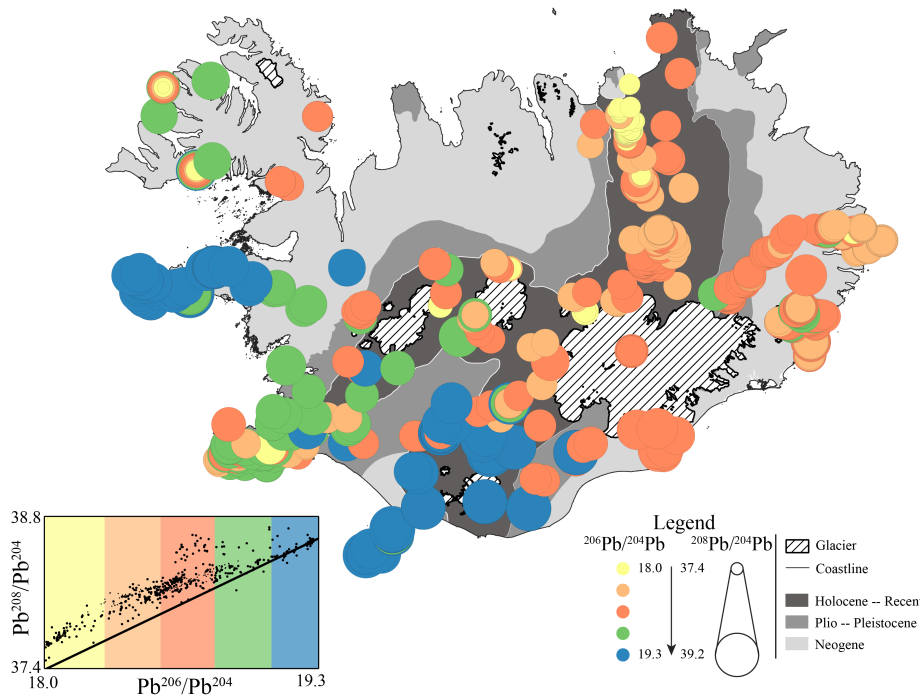 38.8
Pb²⁰⁸/Pb²⁰⁴
37.4
18.0
19.3
Pb²⁰⁶/Pb²⁰⁴
Legend
²⁰⁶Pb/²⁰⁴Pb
²⁰⁸Pb/²⁰⁴Pb
18.0
37.4
19.3
39.2
Glacier
Coastline
Holocene -- Recent
Plio -- Pleistocene
Neogene